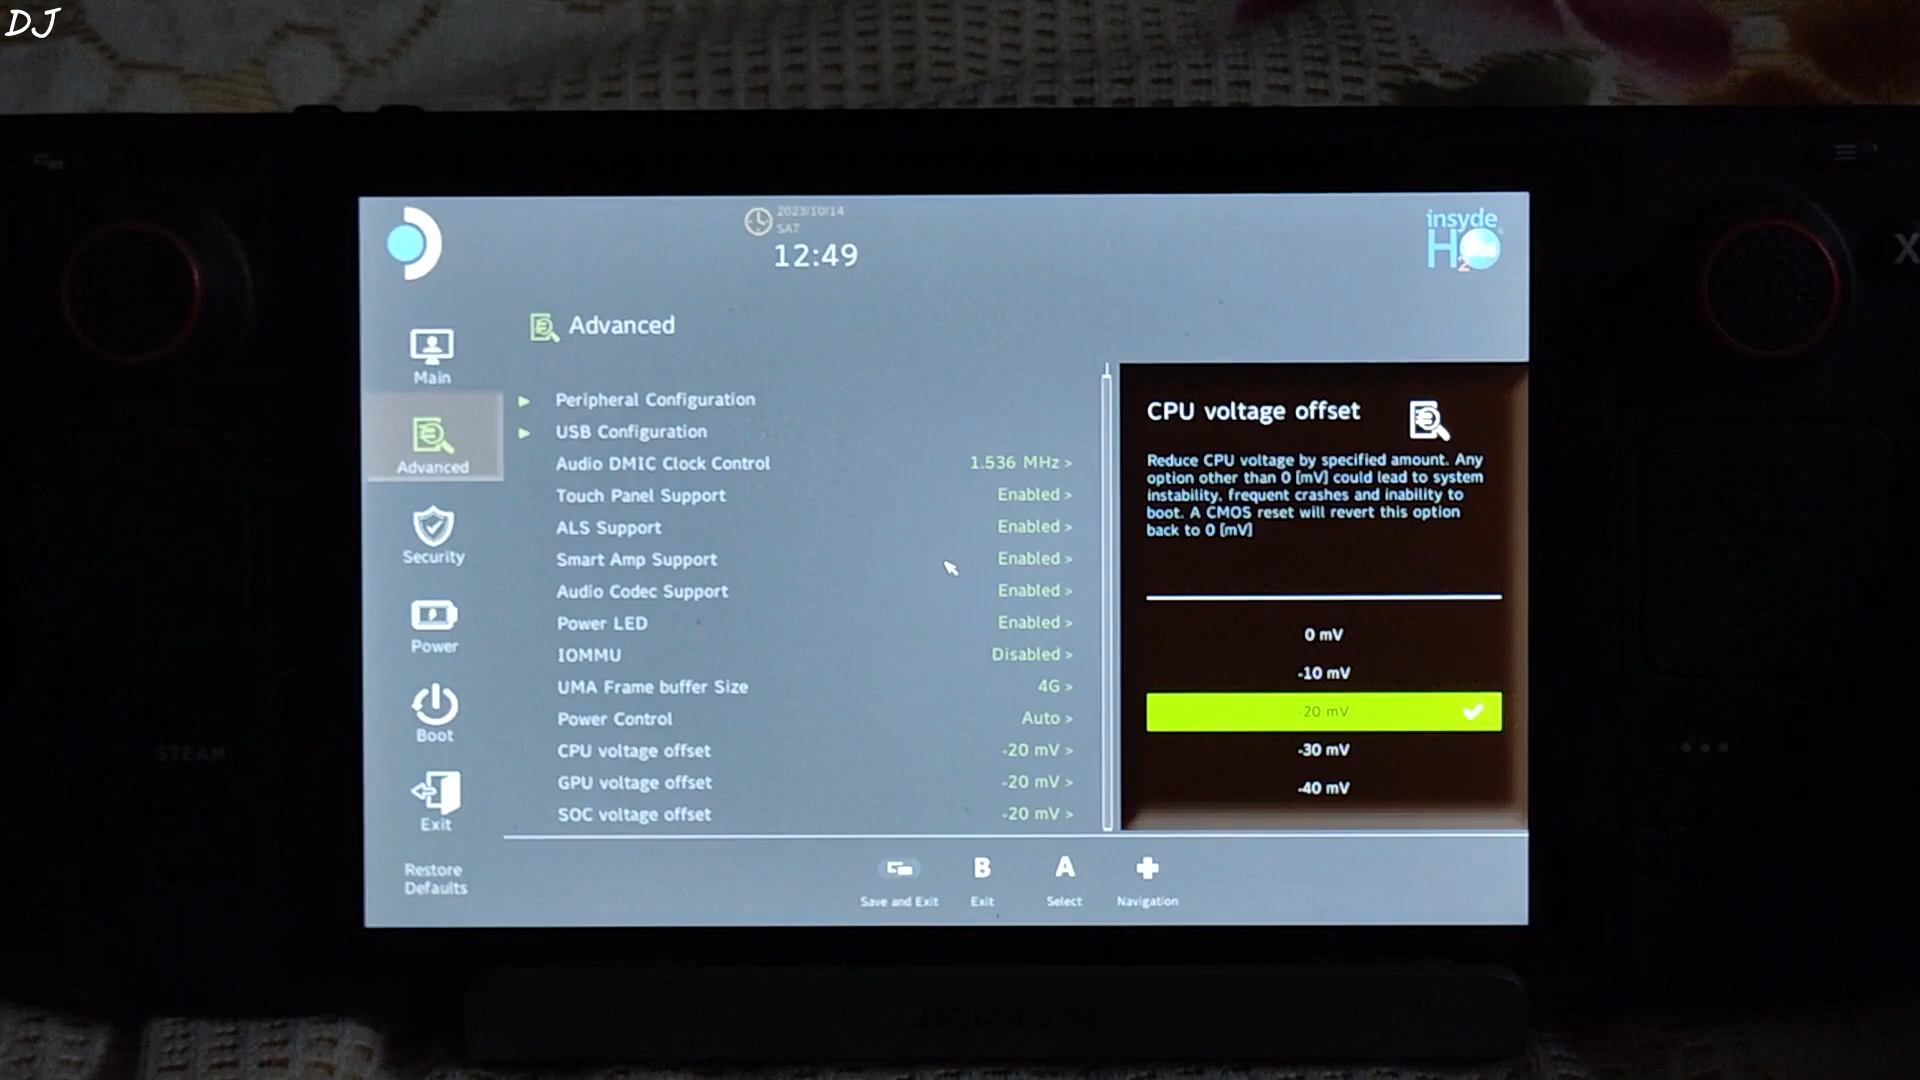 DJ
2023/10/14
SAT
12:49
insyde
H2O
Advanced
Main
Advanced
Security
Power
Boot
Exit
Restore
Defaults
Peripheral Configuration
USB Configuration
Audio DMIC Clock Control 1.536 MHz >
Touch Panel Support Enabled >
ALS Support Enabled >
Smart Amp Support Enabled >
Audio Codec Support Enabled >
Power LED Enabled >
IOMMU Disabled >
UMA Frame buffer Size 4G >
Power Control Auto >
CPU voltage offset -20 mV >
GPU voltage offset -20 mV >
SOC voltage offset -20 mV >
CPU voltage offset
Reduce CPU voltage by specified amount. Any
option other than 0 [mV] could lead to system
instability, frequent crashes and inability to
boot. A CMOS reset will revert this option
back to 0 [mV]
0 mV
-10 mV
-20 mV
-30 mV
-40 mV
B A
Save and Exit Exit Select Navigation
STEAM
X